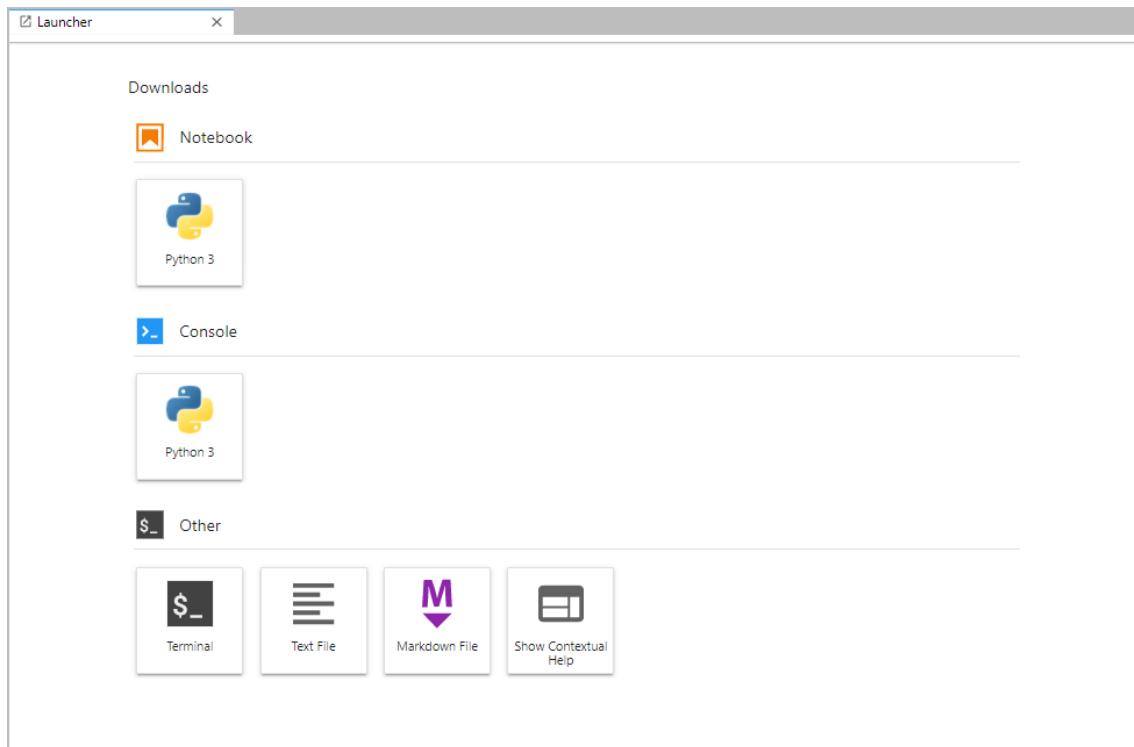 Launcher
Downloads
Notebook
Python 3
Console
Python 3
$_ Other
$_
Terminal
Text File
M
Markdown File
Show Contextual
Help